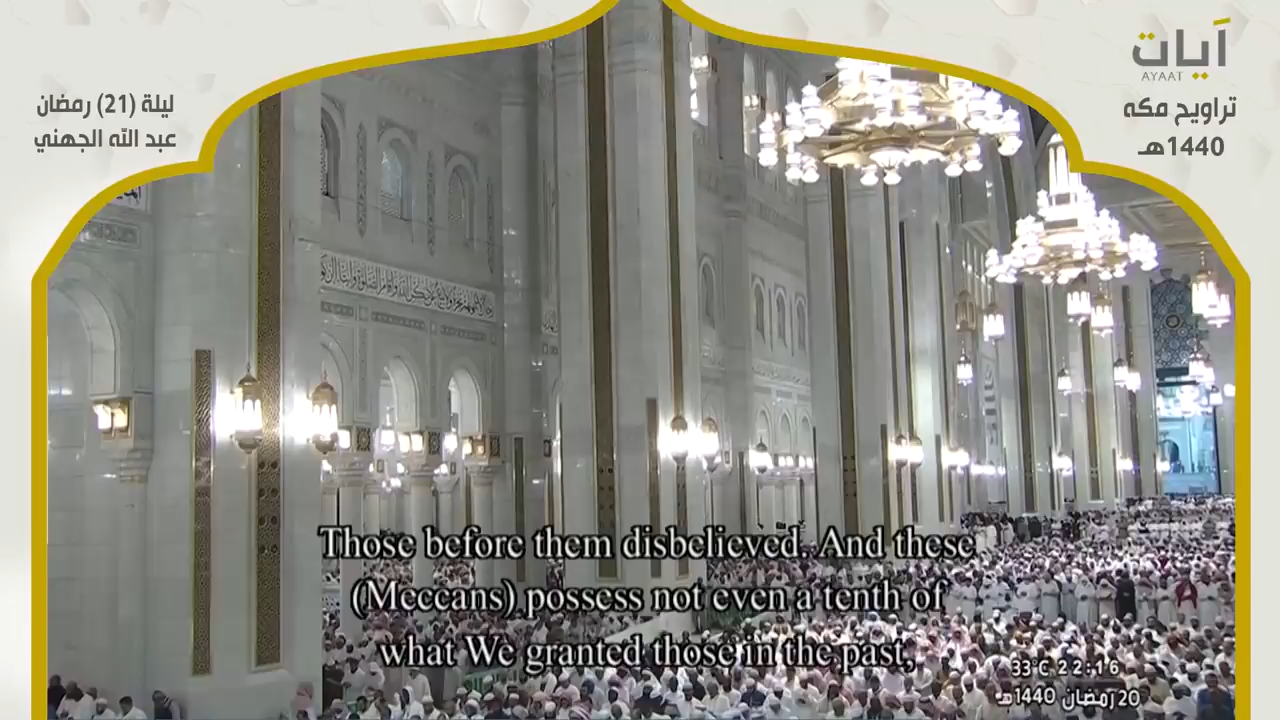 آيات
AYAAT
تراويح مكه
1440هـ
ليلة (21) رمضان
عبد الله الجهني
Those before them disbelieved. And these
(Meccans) possess not even a tenth of
what We granted those in the past,
33°C 22:16
20 رمضان 1440هـ